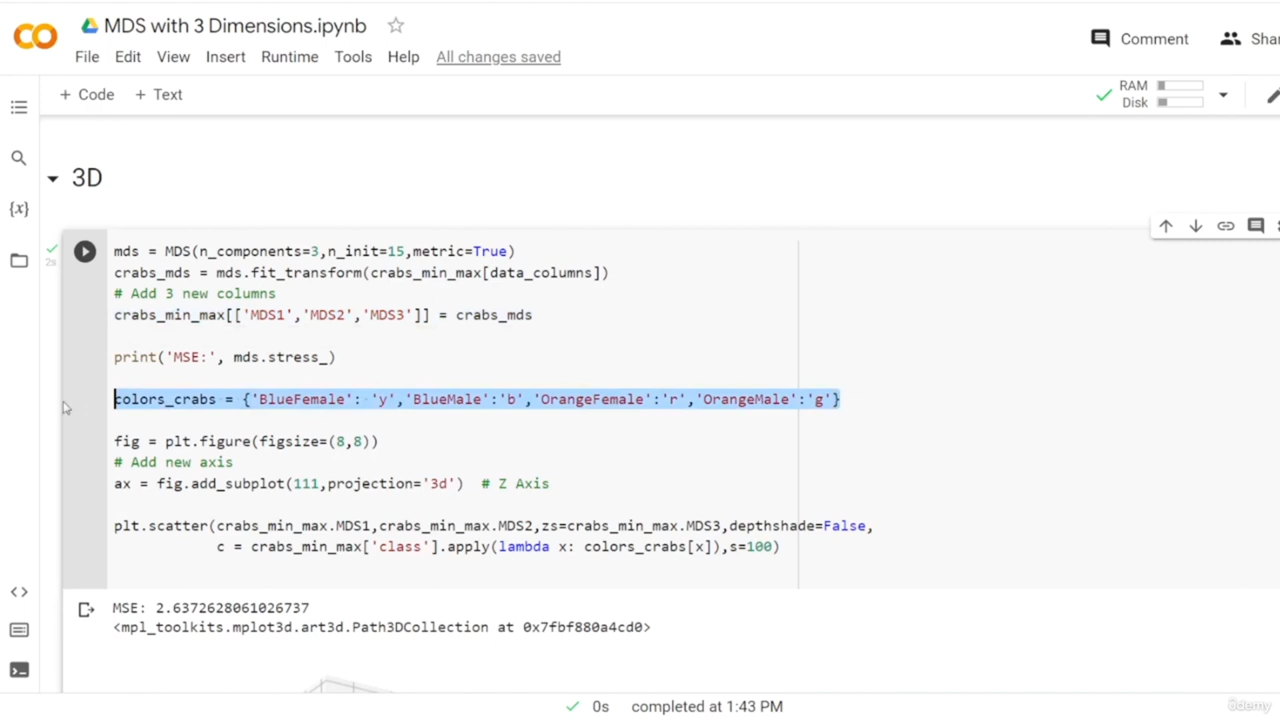 MDS with 3 Dimensions.ipynb
File Edit View Insert Runtime Tools Help All changes saved
Comment Shar
+ Code + Text
RAM
Disk
3D
{x}
2s
mds = MDS(n_components=3,n_init=15,metric=True)
crabs_mds = mds.fit_transform(crabs_min_max[data_columns])
# Add 3 new columns
crabs_min_max[['MDS1','MDS2','MDS3']] = crabs_mds
print('MSE:', mds.stress_)
colors_crabs = {'BlueFemale': 'y','BlueMale':'b','OrangeFemale':'r','OrangeMale':'g'}
fig = plt.figure(figsize=(8,8))
# Add new axis
ax = fig.add_subplot(111,projection='3d') # Z Axis
plt.scatter(crabs_min_max.MDS1,crabs_min_max.MDS2,zs=crabs_min_max.MDS3,depthshade=False,
c = crabs_min_max['class'].apply(lambda x: colors_crabs[x]),s=100)
MSE: 2.6372628061026737
<mpl_toolkits.mplot3d.art3d.Path3DCollection at 0x7fbf880a4cd0>
0s completed at 1:43 PM
ûdemy